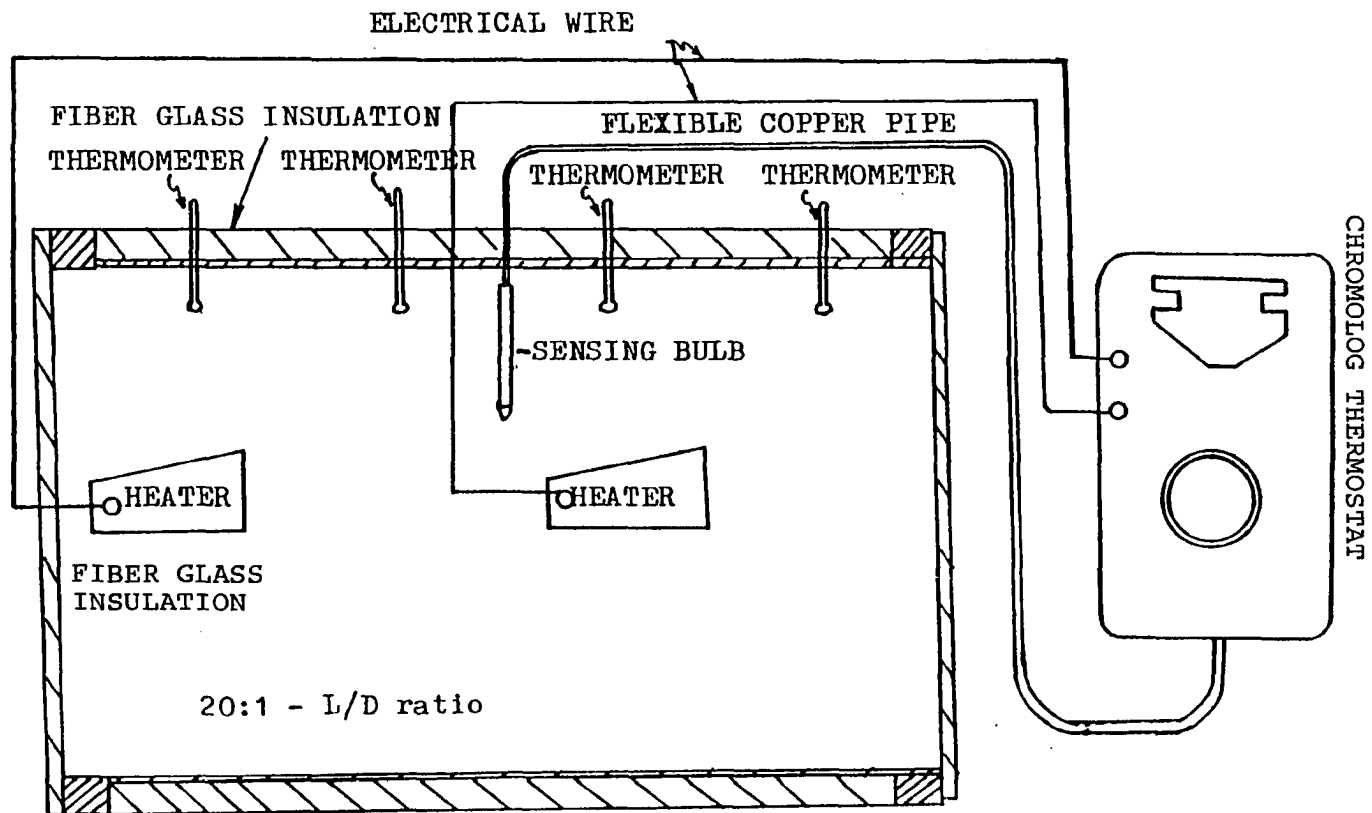 ELECTRICAL WIRE
FIBER GLASS INSULATION
FLEXIBLE COPPER PIPE
THERMOMETER
THERMOMETER
THERMOMETER
THERMOMETER
CHROMOLOG THERMOSTAT
SENSING BULB
HEATER
HEATER
FIBER GLASS
INSULATION
20:1 - L/D ratio